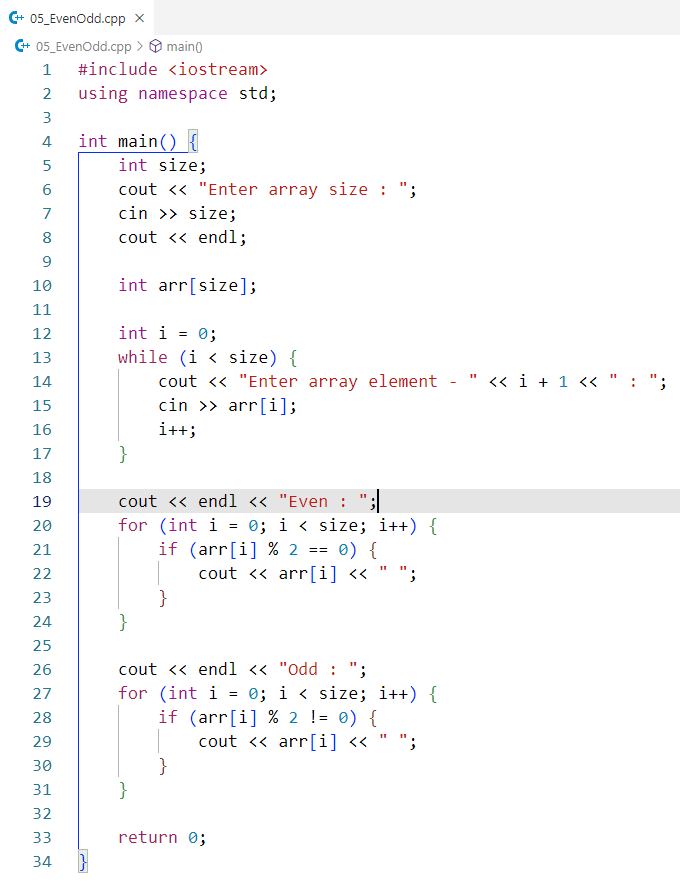 05_EvenOdd.cpp ×
05_EvenOdd.cpp > main()
1 #include <iostream>
2 using namespace std;
3
4 int main() {
5     int size;
6     cout << "Enter array size : ";
7     cin >> size;
8     cout << endl;
9
10     int arr[size];
11
12     int i = 0;
13     while (i < size) {
14         cout << "Enter array element - " << i + 1 << " : ";
15         cin >> arr[i];
16         i++;
17     }
18
19     cout << endl << "Even : ";
20     for (int i = 0; i < size; i++) {
21         if (arr[i] % 2 == 0) {
22             cout << arr[i] << " ";
23         }
24     }
25
26     cout << endl << "Odd : ";
27     for (int i = 0; i < size; i++) {
28         if (arr[i] % 2 != 0) {
29             cout << arr[i] << " ";
30         }
31     }
32
33     return 0;
34 }